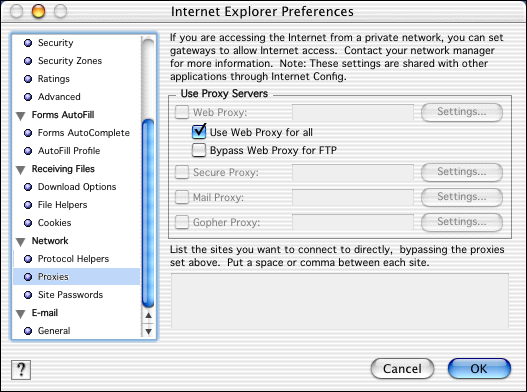 Internet Explorer Preferences
Security
Security Zones
Ratings
Advanced
Forms AutoFill
Forms AutoComplete
AutoFill Profile
Receiving Files
Download Options
File Helpers
Cookies
Network
Protocol Helpers
Proxies
Site Passwords
E-mail
General
If you are accessing the Internet from a private network, you can set
gateways to allow Internet access. Contact your network manager
for more information. Note: These settings are shared with other
applications through Internet Config.
Use Proxy Servers
Web Proxy: Settings...
Use Web Proxy for all
Bypass Web Proxy for FTP
Secure Proxy: Settings...
Mail Proxy: Settings...
Gopher Proxy: Settings...
List the sites you want to connect to directly, bypassing the proxies
set above. Put a space or comma between each site.
? Cancel OK